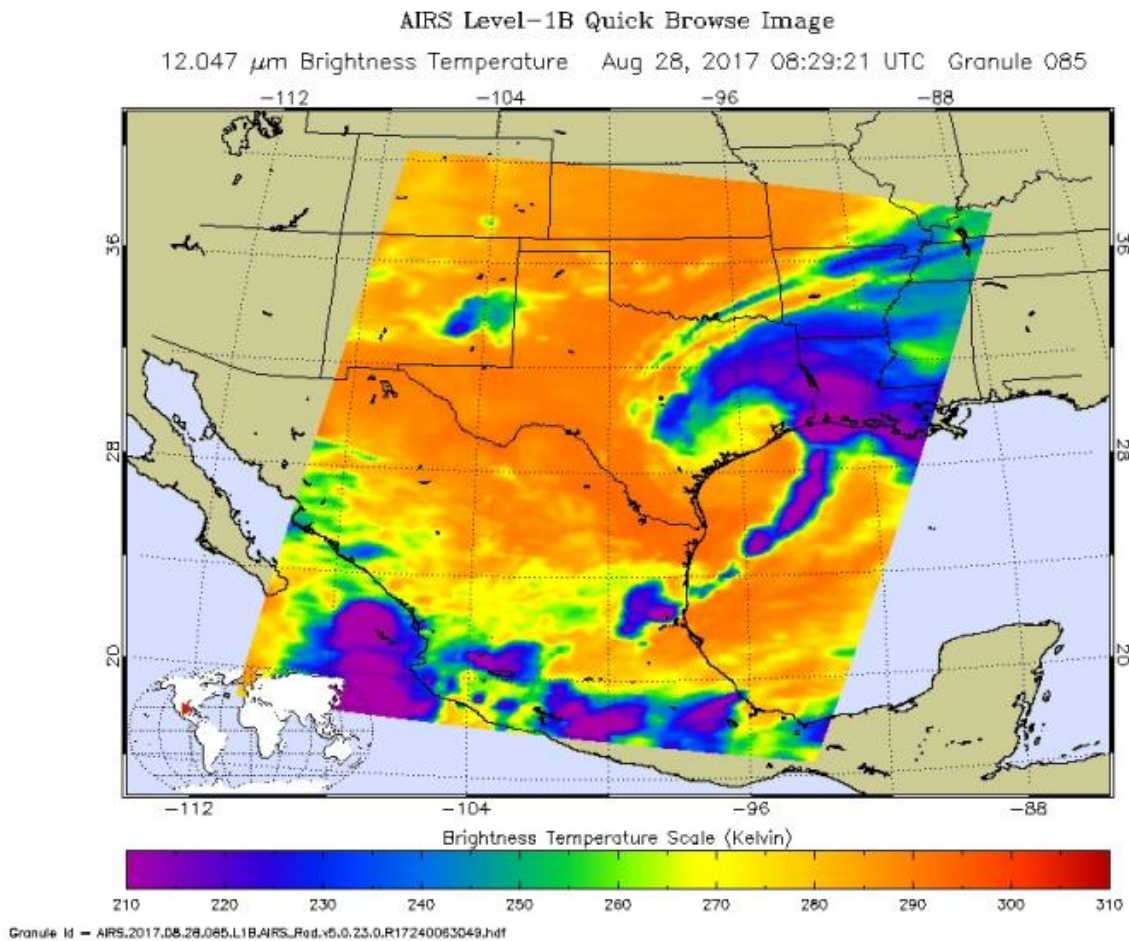 AIRS Level-1B Quick Browse Image
12.047 μm Brightness Temperature Aug 28, 2017 08:29:21 UTC Granule 085
-112 -104 -96 -88
36 36
28 28
20 20
-112 -104 -96 -88
Brightness Temperature Scale (Kelvin)
210 220 230 240 250 260 270 280 290 300 310
Granule Id = AIRS.2017.08.28.085.L1B.AIRS_Rad.v5.0.23.0.R17240063049.hdf